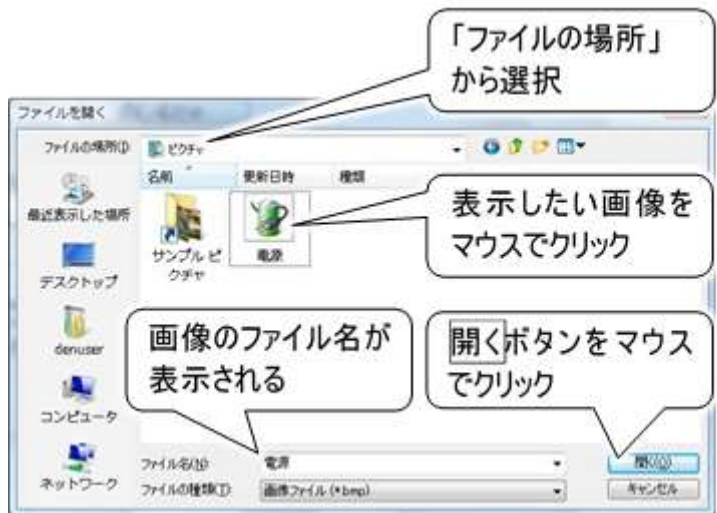 「ファイルの場所」
から選択
ファイルを開く
ファイルの場所(I)
ピクチャ
名前 更新日時 種類
最近表示した場所
表示したい画像を
マウスでクリック
サンプル ピ
クチャ
電源
デスクトップ
denuser
画像のファイル名が
表示される
開くボタンをマウス
でクリック
コンピュータ
ネットワーク
ファイル名(N):
電源
開く(O)
ファイルの種類(T):
画像ファイル (*bmp)
キャンセル